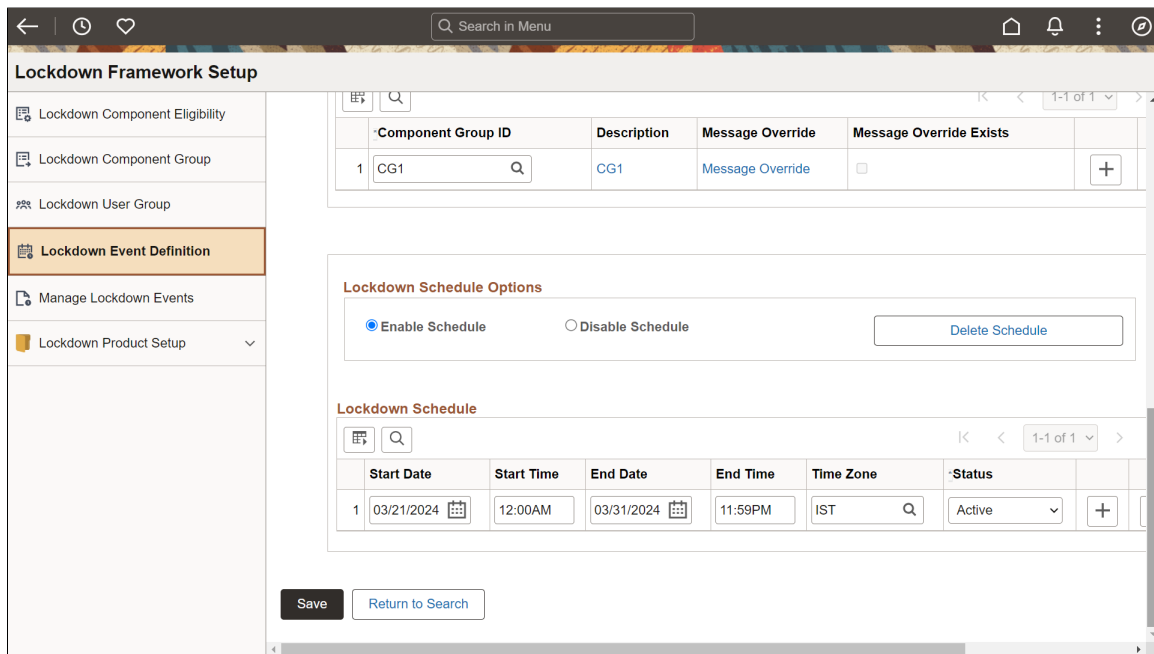 Search in Menu
Lockdown Framework Setup
Lockdown Component Eligibility
Lockdown Component Group
Lockdown User Group
Lockdown Event Definition
Manage Lockdown Events
Lockdown Product Setup
1-1 of 1
*Component Group ID Description Message Override Message Override Exists
1 CG1 CG1 Message Override
Lockdown Schedule Options
Enable Schedule Disable Schedule Delete Schedule
Lockdown Schedule
1-1 of 1
Start Date Start Time End Date End Time Time Zone *Status
1 03/21/2024 12:00AM 03/31/2024 11:59PM IST Active
Save Return to Search